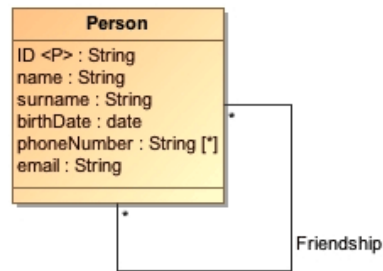 Person
ID <P> : String
name : String
surname : String
birthDate : date
phoneNumber : String [*]
email : String
*
*
Friendship